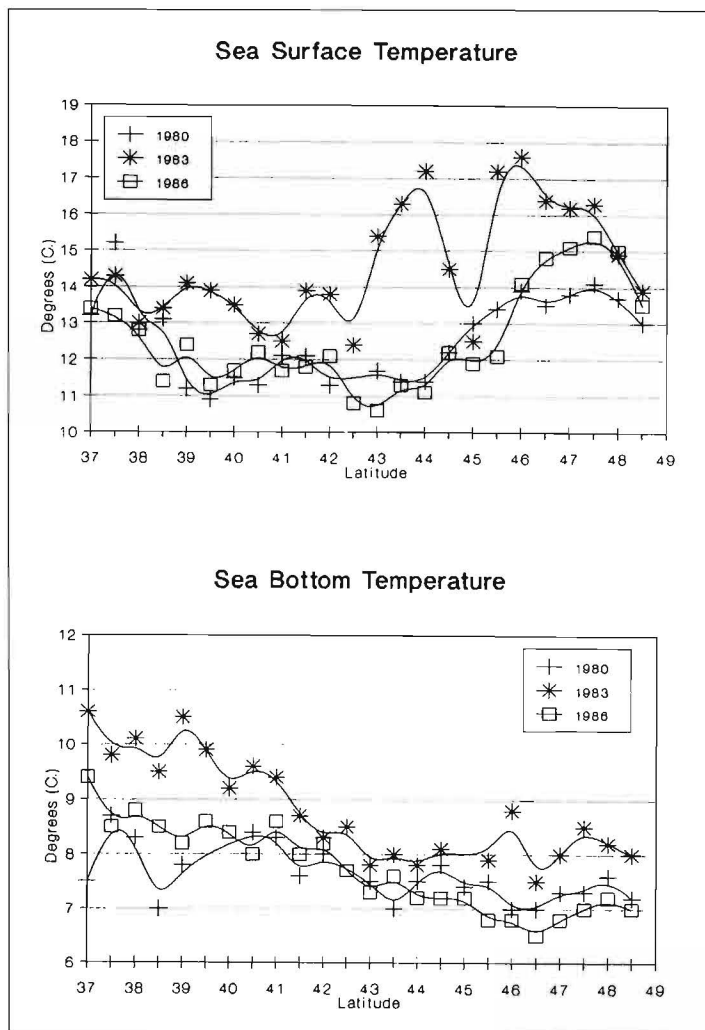 Sea Surface Temperature
19
18
17
16
15
14
13
12
11
10
Degrees (C.)
1980
1983
1986
37 38 39 40 41 42 43 44 45 46 47 48 49
Latitude
Sea Bottom Temperature
12
11
10
9
8
7
6
Degrees (C.)
1980
1983
1986
37 38 39 40 41 42 43 44 45 46 47 48 49
Latitude